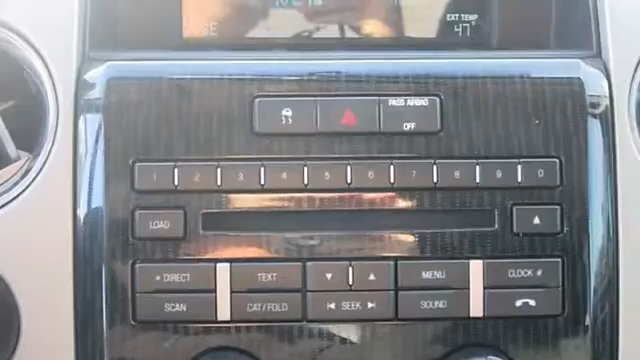 EXT TEMP
47°
PASS AIRBAG
OFF
1 2 3 4 5 6 7 8 9 0
LOAD
* DIRECT TEXT MENU CLOCK #
SCAN CAT/FOLD SEEK SOUND